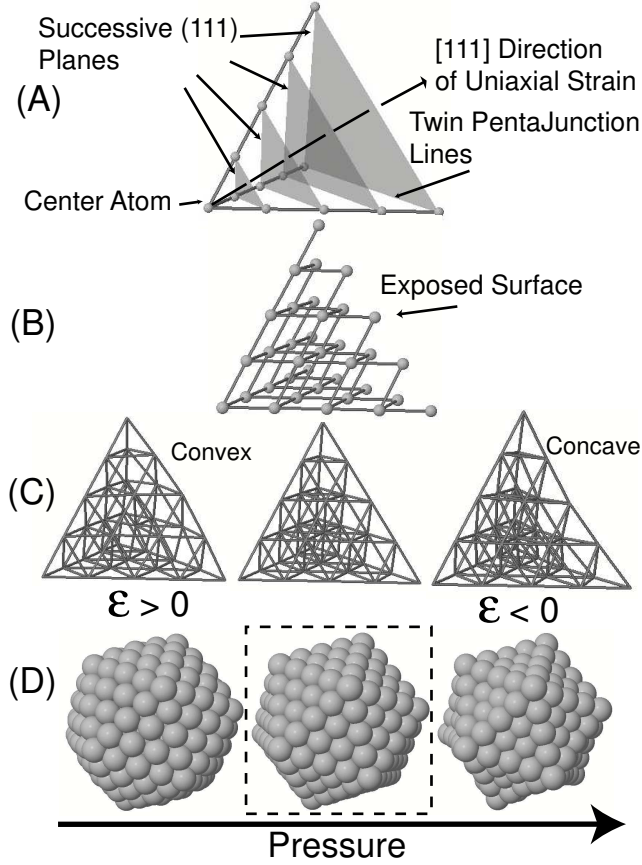 Successive (111)
Planes
[111] Direction
of Uniaxial Strain
(A)
Twin PentaJunction
Lines
Center Atom
(B)
Exposed Surface
(C)
Convex
Concave
ε > 0
ε < 0
(D)
Pressure